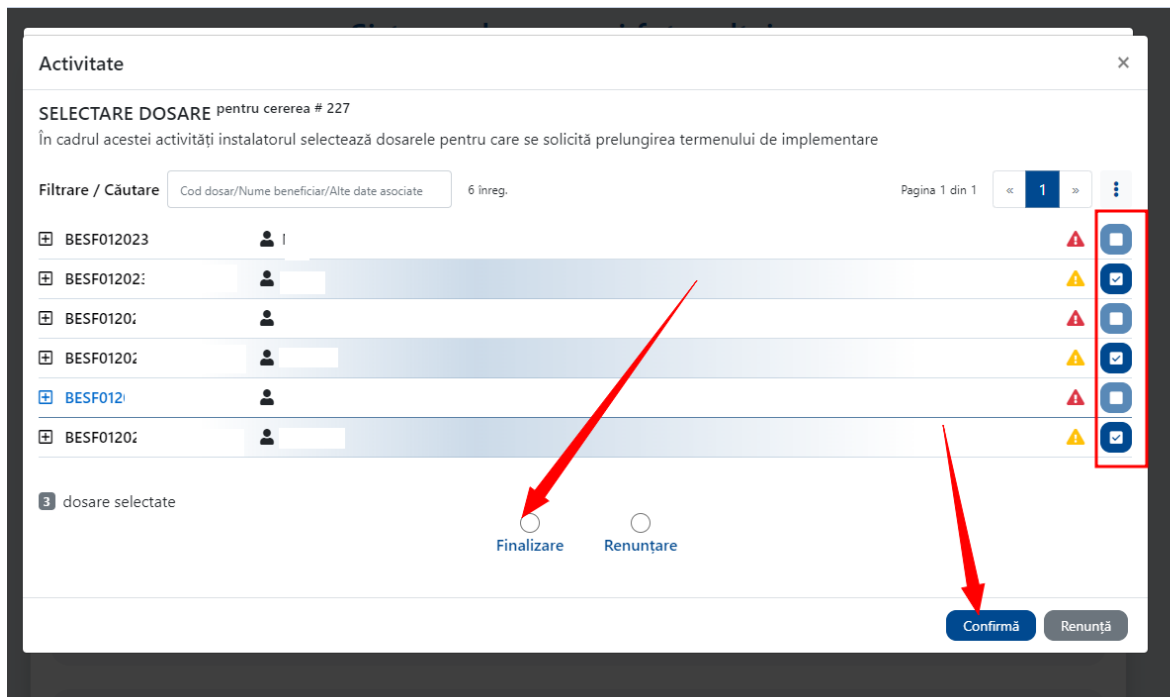 Activitate
SELECTARE DOSARE pentru cererea # 227
În cadrul acestei activități instalatorul selectează dosarele pentru care se solicită prelungirea termenului de implementare
Filtrare / Căutare Cod dosar/Nume beneficiar/Alte date asociate 6 înreg. Pagina 1 din 1 « 1 »
BESF012023
BESF012023
BESF01202
BESF01202
BESF012
BESF01202
3 dosare selectate
Finalizare Renunțare
Confirmă Renunță